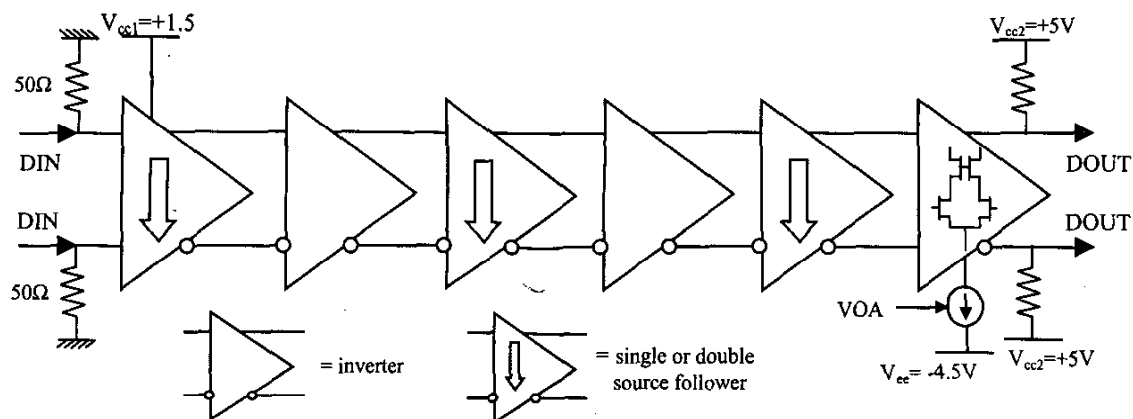 V_cc1=+1.5
V_cc2=+5V
50Ω
DIN
DOUT
DIN
DOUT
50Ω
VOA
= inverter
= single or double
source follower
V_ee= -4.5V
V_cc2=+5V